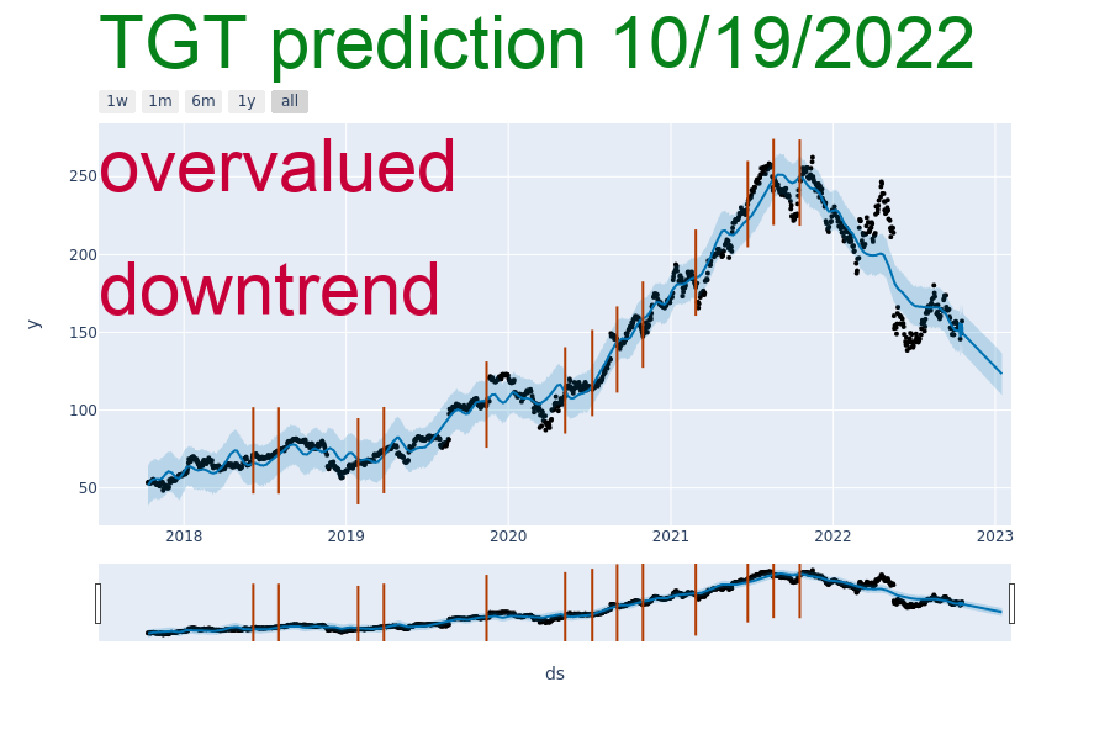 TGT prediction 10/19/2022
1w 1m 6m 1y all
overvalued
downtrend
250
200
150
100
50
y
2018 2019 2020 2021 2022 2023
ds